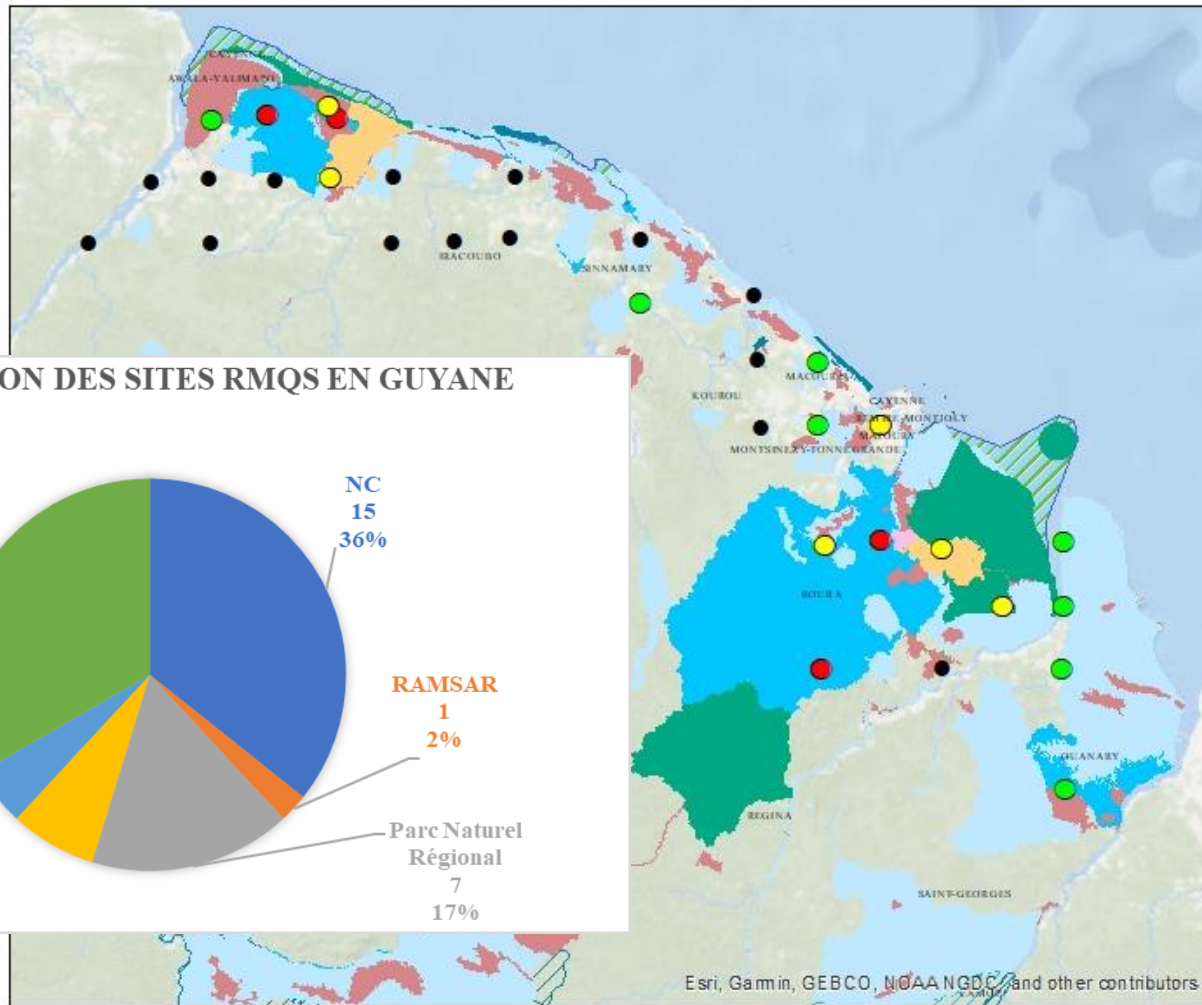 AWALA-YALIMAPO
IRACOUBO
SINNAMARY
ON DES SITES RMQS EN GUYANE
MACOURIA
KOUROU
CAYENNE
MATOURY
MONTSINERY-TONNEGRANDE
NC
15
36%
ROURA
RAMSAR
1
2%
OUANARY
REGINA
Parc Naturel
Régional
7
17%
SAINT-GEORGES
Esri, Garmin, GEBCO, NOAA NGDC, and other contributors